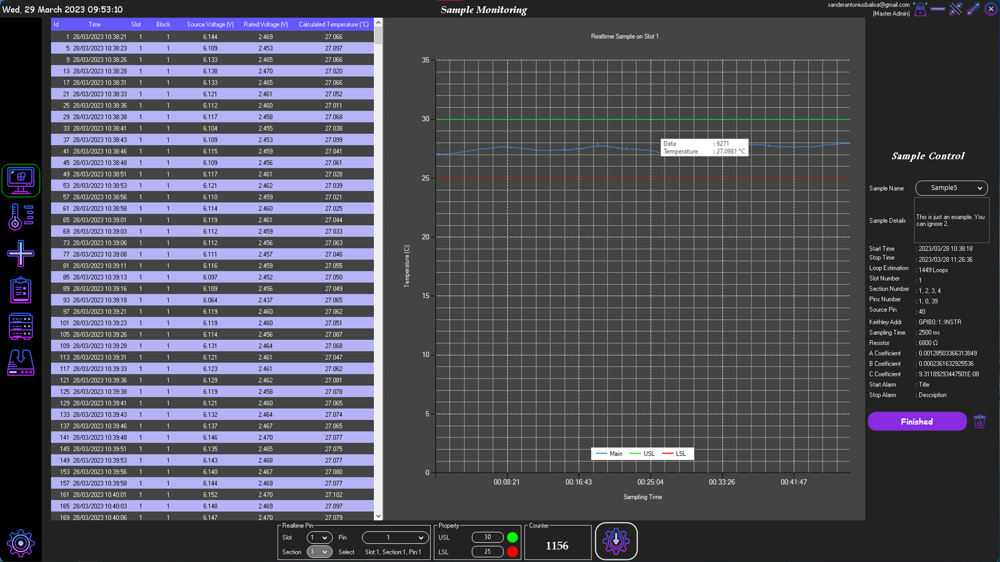 Wed, 29 March 2023 09:53:10
Sample Monitoring
sanderantoniusbalisa@gmail.com
(Master Admin)
Id Time Slot Block Source Voltage (V) Rated Voltage (V) Calculated Temperature (°C)
1 28/03/2023 10:38:21 1 1 6.144 2.469 27.066
5 28/03/2023 10:38:23 1 1 6.109 2.453 27.097
9 28/03/2023 10:38:26 1 1 6.133 2.465 27.066
13 28/03/2023 10:38:28 1 1 6.138 2.470 27.020
17 28/03/2023 10:38:31 1 1 6.133 2.465 27.066
21 28/03/2023 10:38:33 1 1 6.121 2.461 27.052
25 28/03/2023 10:38:36 1 1 6.112 2.460 27.011
29 28/03/2023 10:38:38 1 1 6.117 2.458 27.068
33 28/03/2023 10:38:41 1 1 6.104 2.455 27.038
37 28/03/2023 10:38:43 1 1 6.109 2.453 27.099
41 28/03/2023 10:38:46 1 1 6.115 2.459 27.041
45 28/03/2023 10:38:48 1 1 6.109 2.456 27.061
49 28/03/2023 10:38:51 1 1 6.117 2.461 27.028
53 28/03/2023 10:38:53 1 1 6.121 2.462 27.039
57 28/03/2023 10:38:56 1 1 6.110 2.459 27.021
61 28/03/2023 10:38:58 1 1 6.114 2.460 27.025
65 28/03/2023 10:39:01 1 1 6.119 2.461 27.044
69 28/03/2023 10:39:03 1 1 6.112 2.459 27.033
73 28/03/2023 10:39:06 1 1 6.112 2.456 27.063
77 28/03/2023 10:39:08 1 1 6.111 2.457 27.046
81 28/03/2023 10:39:11 1 1 6.116 2.459 27.055
85 28/03/2023 10:39:13 1 1 6.097 2.452 27.050
89 28/03/2023 10:39:16 1 1 6.109 2.456 27.049
93 28/03/2023 10:39:18 1 1 6.064 2.437 27.065
97 28/03/2023 10:39:21 1 1 6.119 2.460 27.062
101 28/03/2023 10:39:23 1 1 6.119 2.460 27.051
105 28/03/2023 10:39:26 1 1 6.114 2.456 27.087
109 28/03/2023 10:39:28 1 1 6.131 2.464 27.068
113 28/03/2023 10:39:31 1 1 6.121 2.461 27.047
117 28/03/2023 10:39:33 1 1 6.123 2.461 27.062
121 28/03/2023 10:39:36 1 1 6.129 2.462 27.081
125 28/03/2023 10:39:38 1 1 6.119 2.458 27.078
129 28/03/2023 10:39:41 1 1 6.121 2.460 27.065
133 28/03/2023 10:39:43 1 1 6.132 2.464 27.074
137 28/03/2023 10:39:46 1 1 6.137 2.467 27.065
141 28/03/2023 10:39:48 1 1 6.146 2.470 27.077
145 28/03/2023 10:39:51 1 1 6.135 2.465 27.075
149 28/03/2023 10:39:53 1 1 6.143 2.468 27.077
153 28/03/2023 10:39:56 1 1 6.140 2.467 27.080
157 28/03/2023 10:39:58 1 1 6.144 2.469 27.077
161 28/03/2023 10:40:01 1 1 6.152 2.470 27.102
165 28/03/2023 10:40:03 1 1 6.148 2.469 27.097
169 28/03/2023 10:40:06 1 1 6.147 2.470 27.079
Realtime Sample on Slot 1
35
30
25
20
15
10
5
0
Temperature (C)
Data : 6271
Temperature : 27.0981 °C
Main USL LSL
00:08:21 00:16:43 00:25:04 00:33:26 00:41:47
Sampling Time
Sample Control
Sample Name Sample5
Sample Details
This is just an example. You
can ignore 2.
Start Time : 2023/03/28 10:38:18
Stop Time : 2023/03/28 11:26:36
Loop Estimation : 1449 Loops
Slot Number : 1
Section Number : 1, 2, 3, 4
Pins Number : 1, 0, 39
Source Pin : 40
Keithley Addr : GPIB0::1::INSTR
Sampling Time : 2500 ms
Resistor : 6800 Ω
A Coefficient : 0.00128503366313849
B Coefficient : 0.0002361632925536
C Coefficient : 9.31189293447501E-08
Start Alarm : Title
Stop Alarm : Description
Finished
Realtime Pin
Slot 1 Pin 1
Section 1 Select Slot:1, Section:1, Pin:1
Property
USL 30
LSL 25
Counter
1156